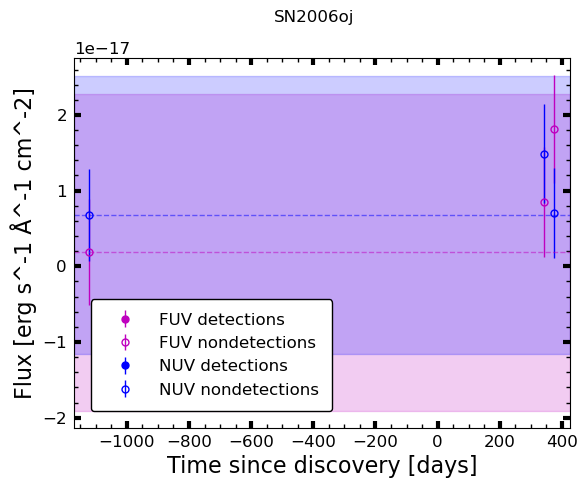 SN2006oj
1e−17
Flux [erg s^-1 Å^-1 cm^-2]
2
1
0
−1
−2
FUV detections
FUV nondetections
NUV detections
NUV nondetections
−1000 −800 −600 −400 −200 0 200 400
Time since discovery [days]